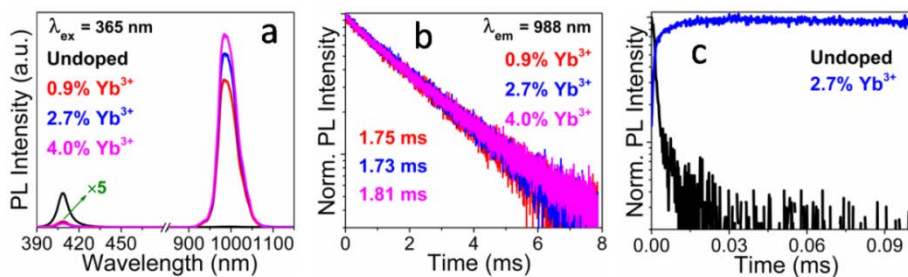 PL Intensity (a.u.)
λex = 365 nm
a
Undoped
0.9% Yb3+
2.7% Yb3+
4.0% Yb3+
×5
390 450 900 1000 1100
Wavelength (nm)
Norm. PL Intensity
b
λem = 988 nm
0.9% Yb3+
2.7% Yb3+
4.0% Yb3+
1.75 ms
1.73 ms
1.81 ms
0 2 4 6 8
Time (ms)
Norm. PL Intensity
c
Undoped
2.7% Yb3+
0.00 0.03 0.06 0.09
Time (ms)